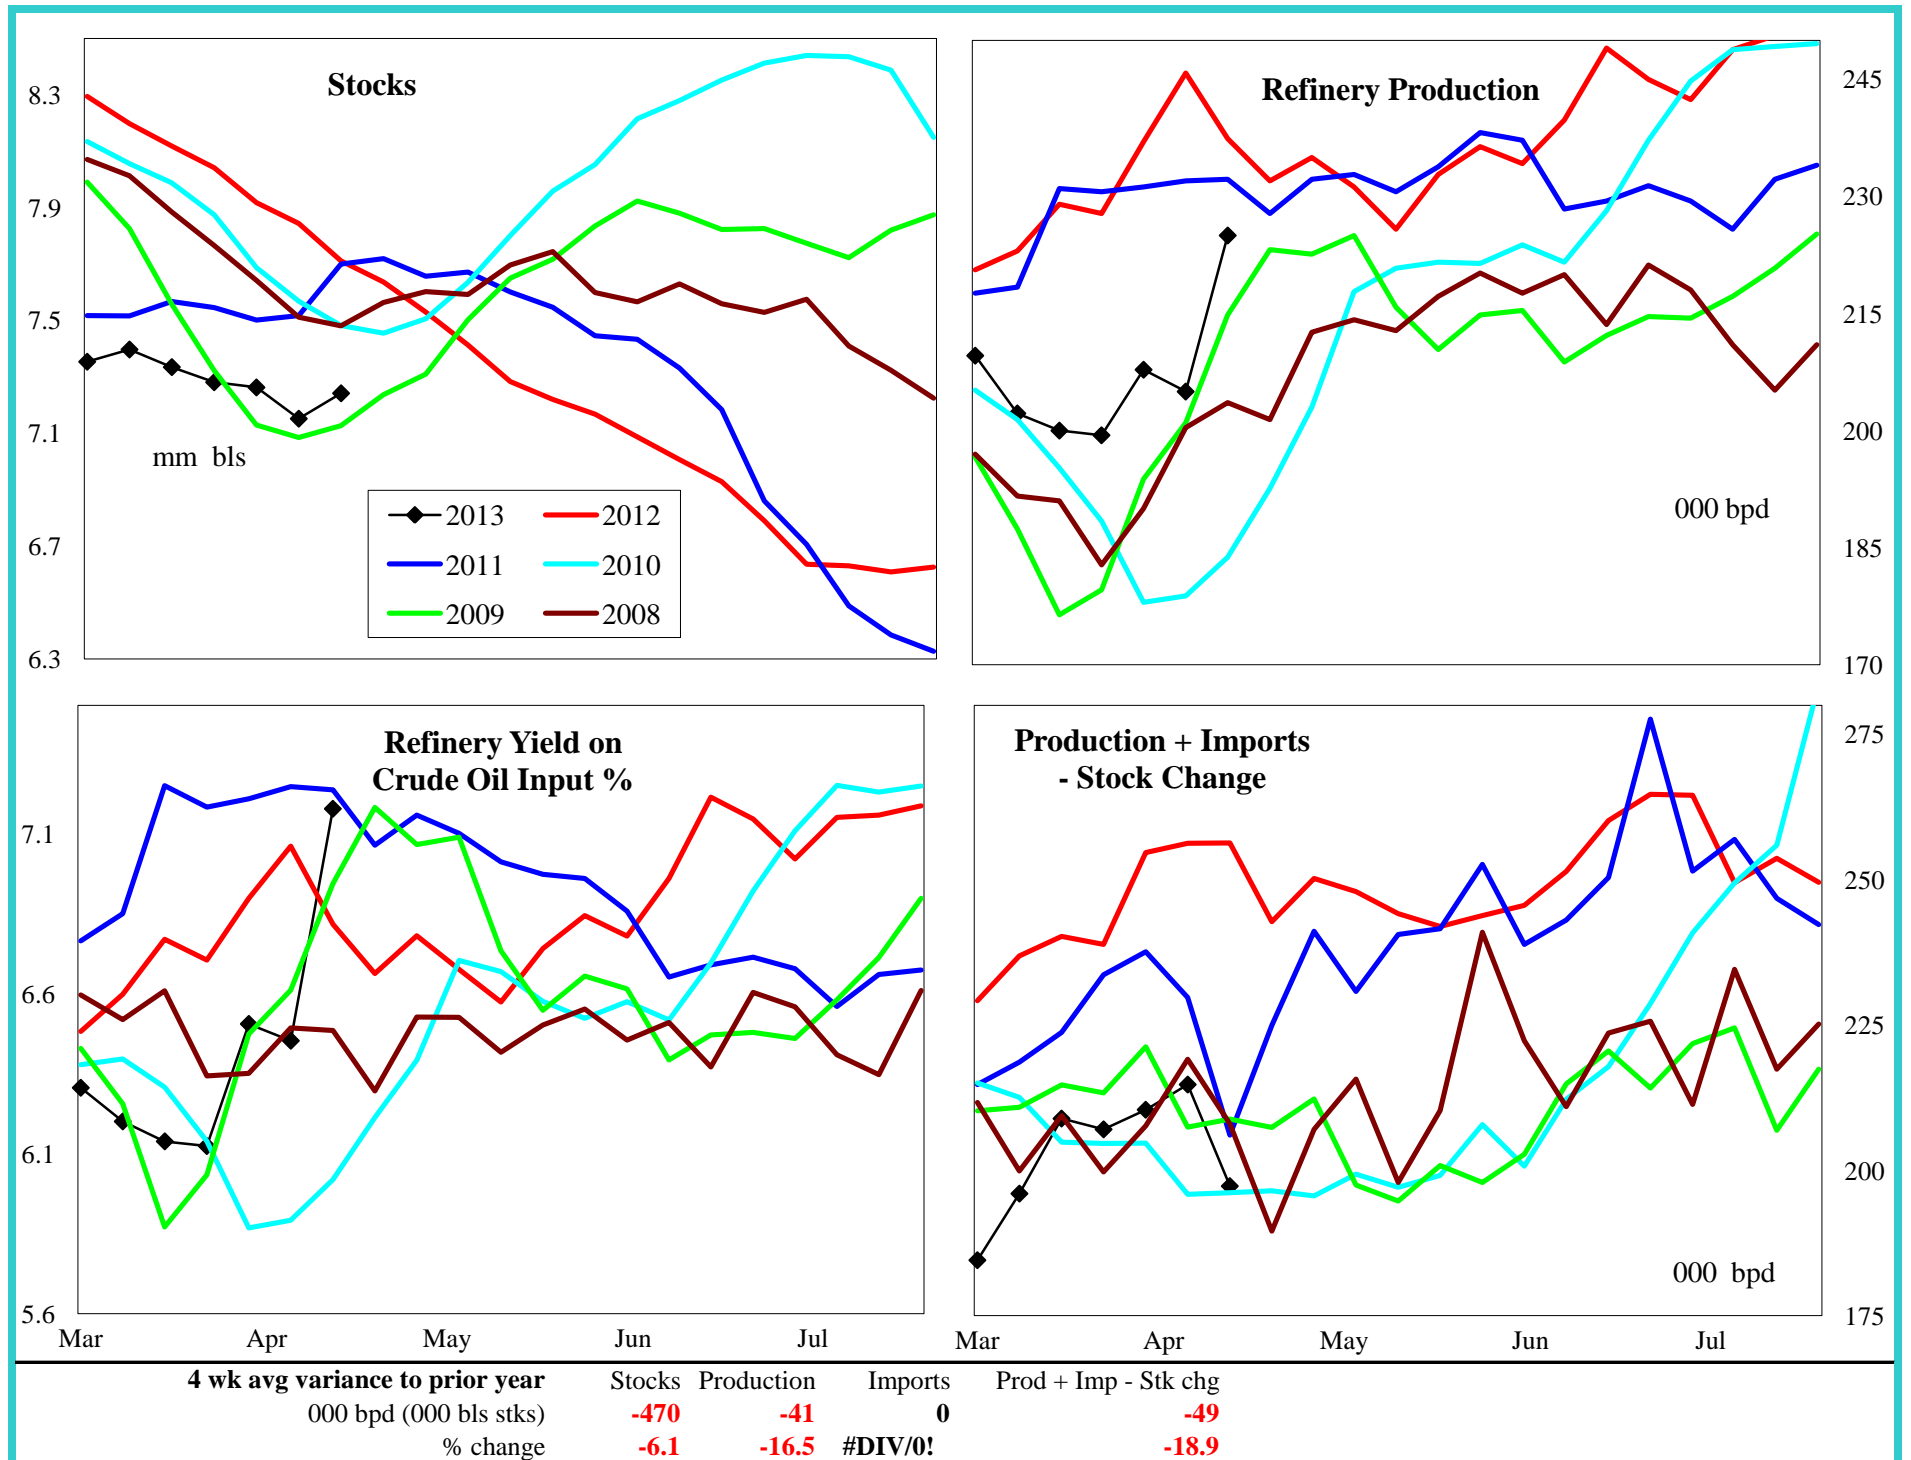 Stocks
8.3
7.9
7.5
7.1
6.7
6.3
mm bls
2013 2012
2011 2010
2009 2008
Refinery Production
245
230
215
200
185
170
000 bpd
Refinery Yield on
Crude Oil Input %
7.1
6.6
6.1
5.6
Mar Apr May Jun Jul
Production + Imports
- Stock Change
275
250
225
200
175
000 bpd
Mar Apr May Jun Jul
4 wk avg variance to prior year Stocks Production Imports Prod + Imp - Stk chg
000 bpd (000 bls stks) -470 -41 0 -49
% change -6.1 -16.5 #DIV/0! -18.9